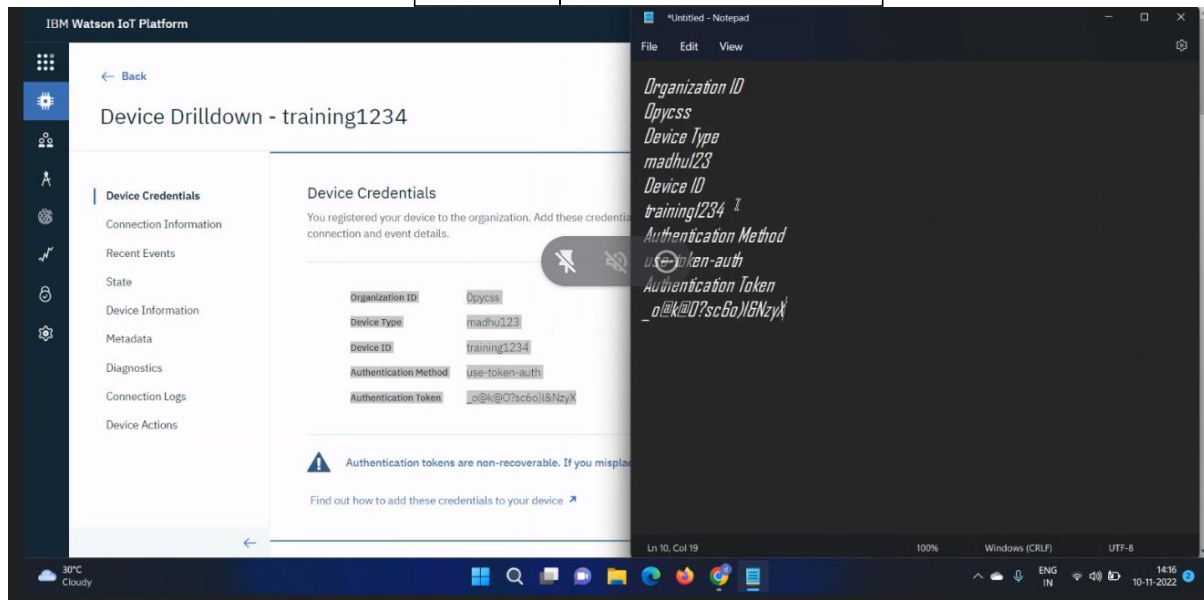 IBM Watson IoT Platform
← Back
Device Drilldown - training1234
Device Credentials
Connection Information
Recent Events
State
Device Information
Metadata
Diagnostics
Connection Logs
Device Actions
Device Credentials
You registered your device to the organization. Add these credentia
connection and event details.
Organization ID 0pycss
Device Type madhu123
Device ID training1234
Authentication Method use-token-auth
Authentication Token _o@k@O?sc6o)l&NzyX
Authentication tokens are non-recoverable. If you mispla
Find out how to add these credentials to your device
*Untitled - Notepad
File Edit View
Organization ID
0pycss
Device Type
madhu123
Device ID
training1234
Authentication Method
use-token-auth
Authentication Token
_o@k@O?sc6o)l&NzyX
Ln 10, Col 19 100% Windows (CRLF) UTF-8
30°C
Cloudy
ENG
IN
14:16
10-11-2022
2